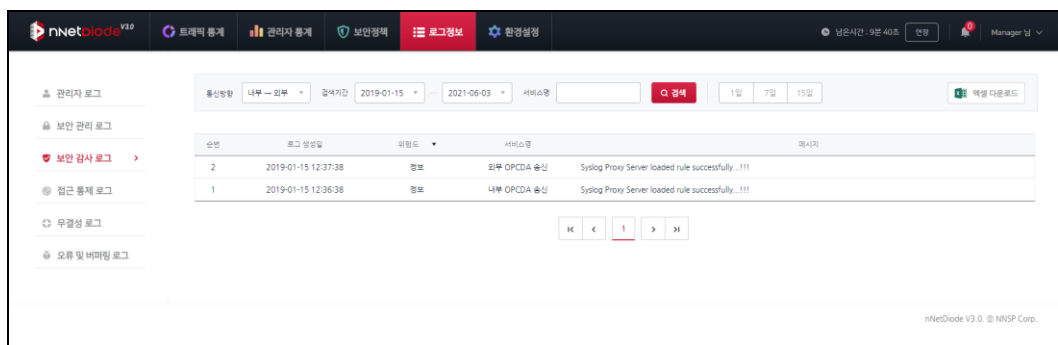 nNetDiode V3.0 트래픽 통계 관리자 통계 보안정책 로그정보 환경설정 남은시간 : 9분 40초 연장 0 Manager 님
관리자 로그
보안 관리 로그
보안 감사 로그
접근 통제 로그
무결성 로그
오류 및 버퍼링 로그
통신방향 내부 → 외부 검색기간 2019-01-15 ~ 2021-06-03 서비스명 검색 1일 7일 15일 엑셀 다운로드
순번 로그 생성일 위험도 ▼ 서비스명 메시지
2 2019-01-15 12:37:38 정보 외부 OPCDA 송신 Syslog Proxy Server loaded rule successfully...!!!
1 2019-01-15 12:36:38 정보 내부 OPCDA 송신 Syslog Proxy Server loaded rule successfully...!!!
1
nNetDiode V3.0. ⓒ NNSP Corp.